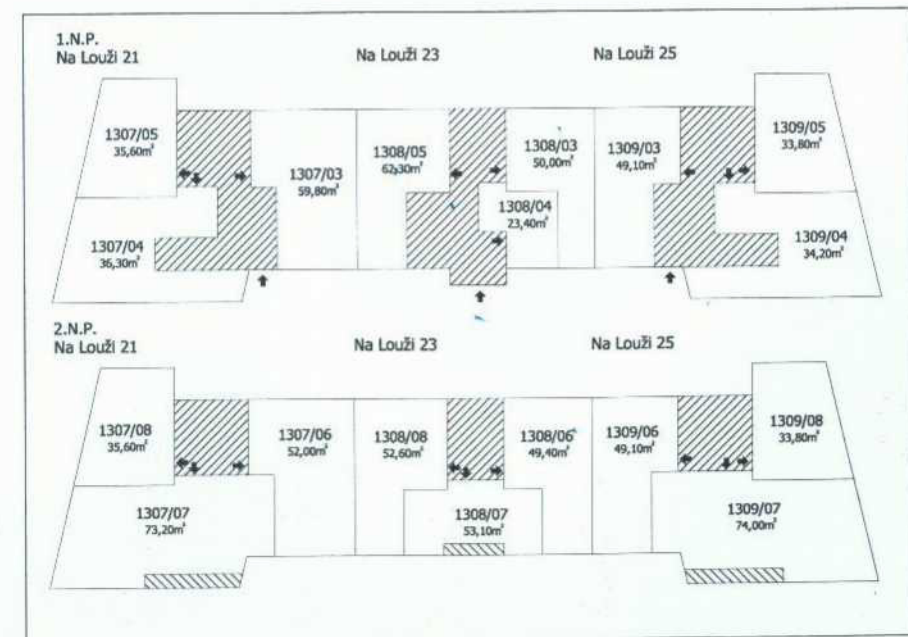 1.N.P.
Na Louži 21
Na Louži 23
Na Louži 25
1307/05
35,60m²
1307/03
59,80m²
1308/05
62,30m²
1308/03
50,00m²
1309/03
49,10m²
1309/05
33,80m²
1307/04
36,30m²
1308/04
23,40m²
1309/04
34,20m²
2.N.P.
Na Louži 21
Na Louži 23
Na Louži 25
1307/08
35,60m²
1307/06
52,00m²
1308/08
52,60m²
1308/06
49,40m²
1309/06
49,10m²
1309/08
33,80m²
1307/07
73,20m²
1308/07
53,10m²
1309/07
74,00m²